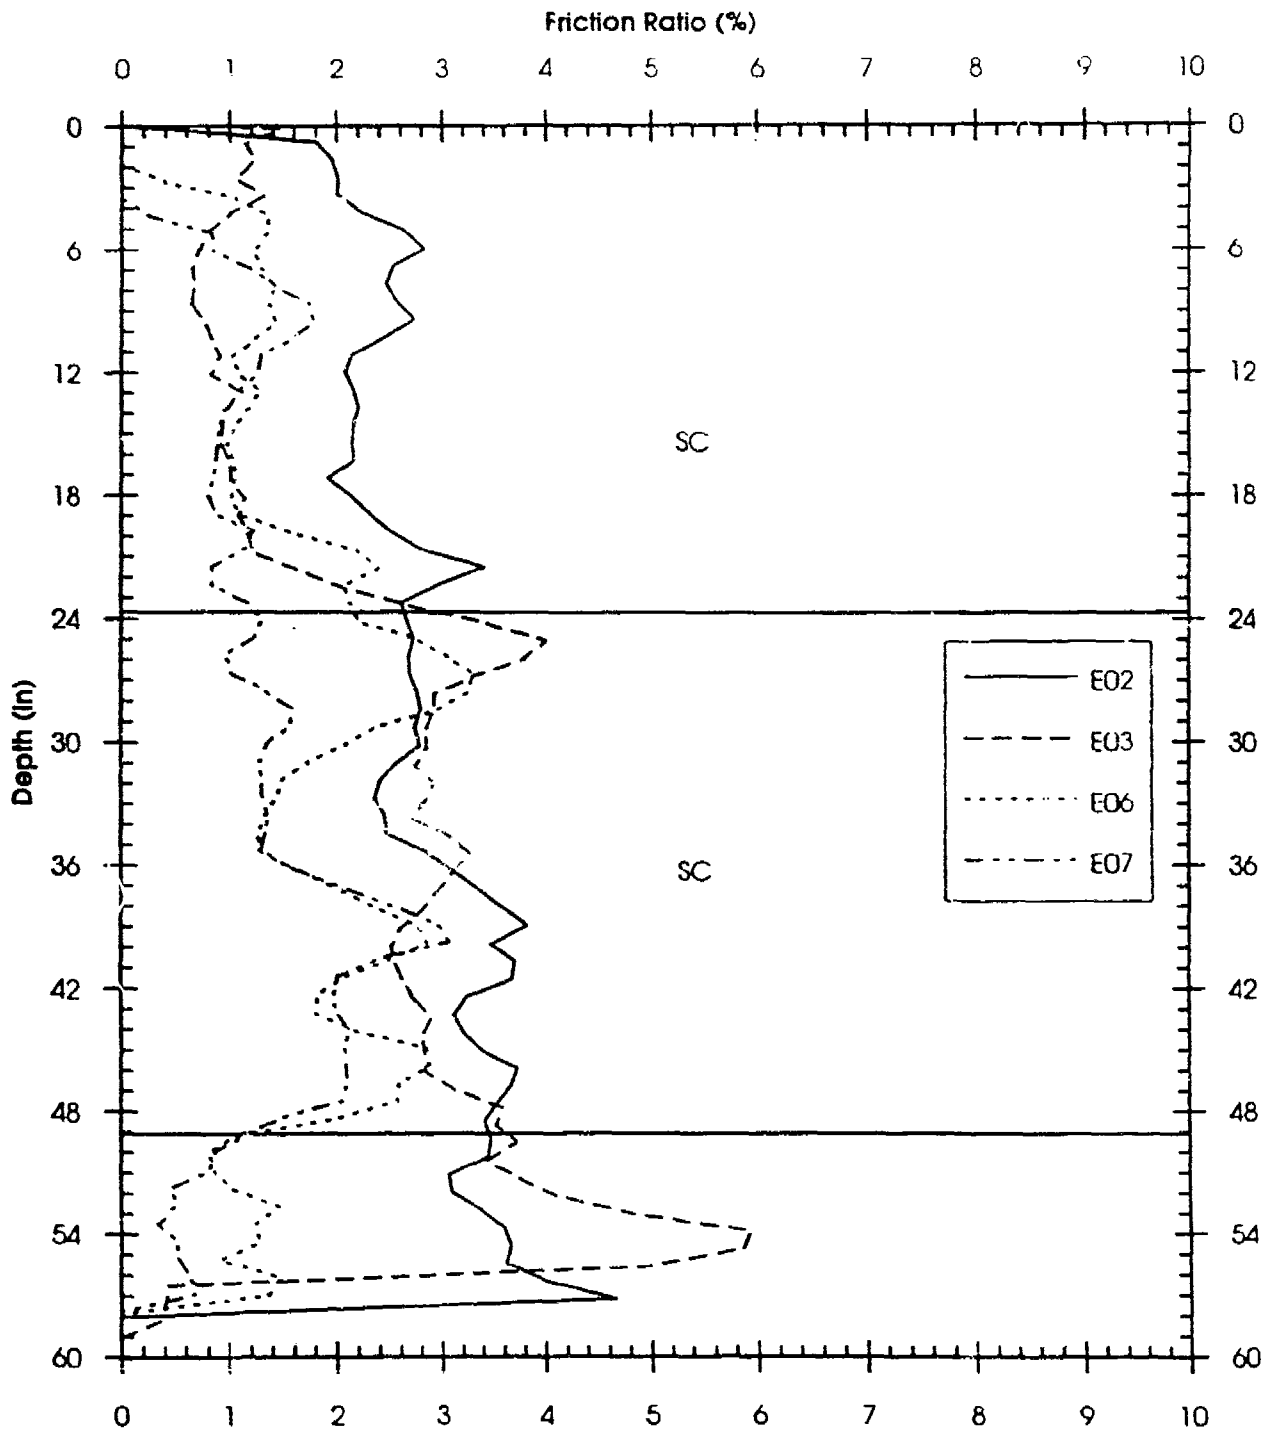 Friction Ratio (%)
0 1 2 3 4 5 6 7 8 9 10
0 0
6 6
12 12
SC
18 18
24 24
E02
Depth (in)
30 E03 30
E06
36 SC E07 36
42 42
48 48
54 54
60 60
0 1 2 3 4 5 6 7 8 9 10